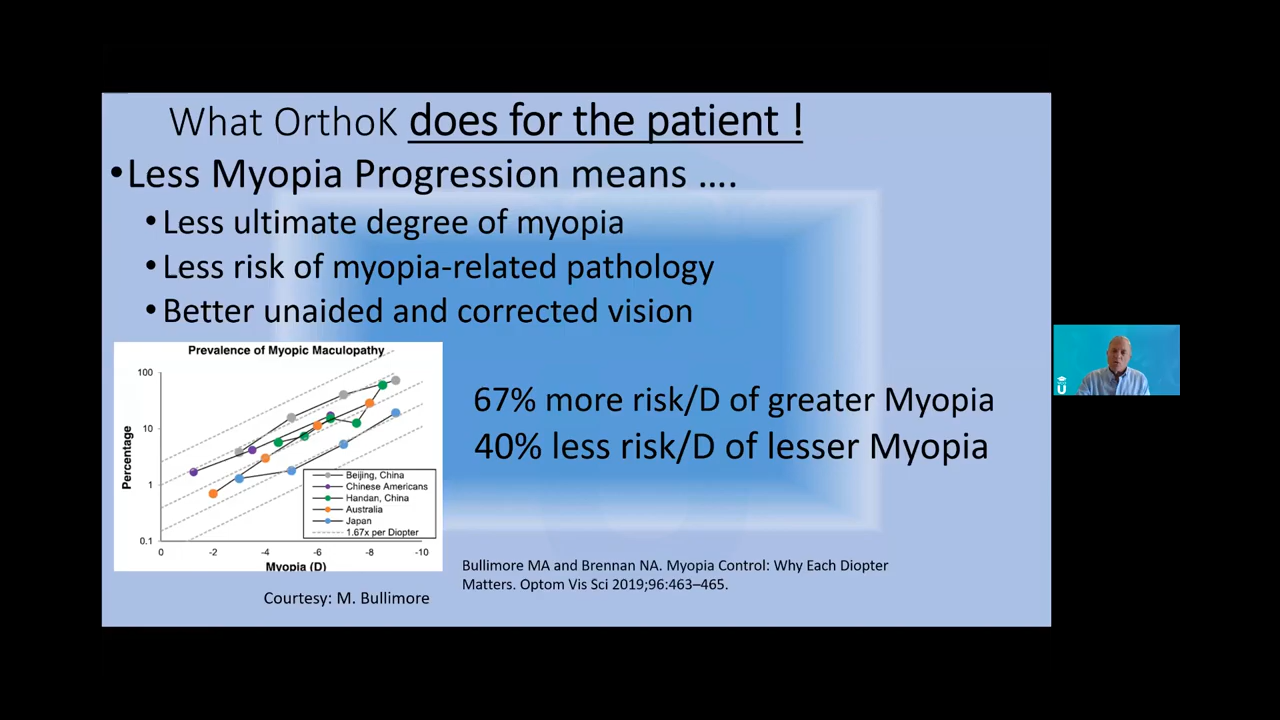 What OrthoK does for the patient !
•Less Myopia Progression means ….
•Less ultimate degree of myopia
•Less risk of myopia-related pathology
•Better unaided and corrected vision
Prevalence of Myopic Maculopathy
100
10
1
0.1
Percentage
0 -2 -4 -6 -8 -10
Myopia (D)
Beijing, China
Chinese Americans
Handan, China
Australia
Japan
1.67x per Diopter
67% more risk/D of greater Myopia
40% less risk/D of lesser Myopia
Bullimore MA and Brennan NA. Myopia Control: Why Each Diopter
Matters. Optom Vis Sci 2019;96:463–465.
Courtesy: M. Bullimore
U